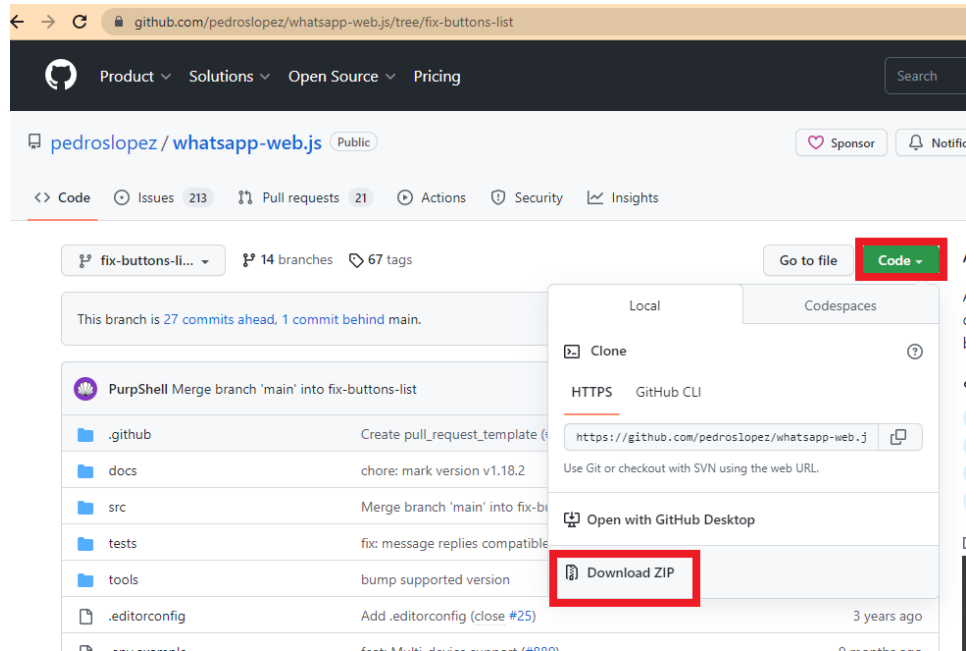 github.com/pedroslopez/whatsapp-web.js/tree/fix-buttons-list
Product Solutions Open Source Pricing Search
pedroslopez / whatsapp-web.js Public Sponsor
Code Issues 213 Pull requests 21 Actions Security Insights
fix-buttons-li... 14 branches 67 tags Go to file Code
Local Codespaces
This branch is 27 commits ahead, 1 commit behind main.
Clone
PurpShell Merge branch 'main' into fix-buttons-list
HTTPS GitHub CLI
.github Create pull_request_template (
https://github.com/pedroslopez/whatsapp-web.j
docs chore: mark version v1.18.2
Use Git or checkout with SVN using the web URL.
src Merge branch 'main' into
Open with GitHub Desktop
tests fix: message replies compatible
Download ZIP
tools bump supported version
.editorconfig Add .editorconfig (close #25) 3 years ago